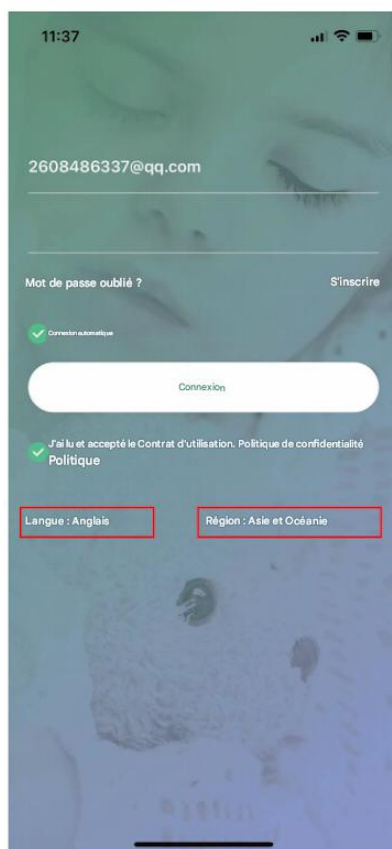 11:37
2608486337@qq.com
Mot de passe oublié ?
S'inscrire
Connexion automatique
Connexion
J'ai lu et accepté le Contrat d'utilisation. Politique de confidentialité
Politique
Langue : Anglais
Région : Asie et Océanie